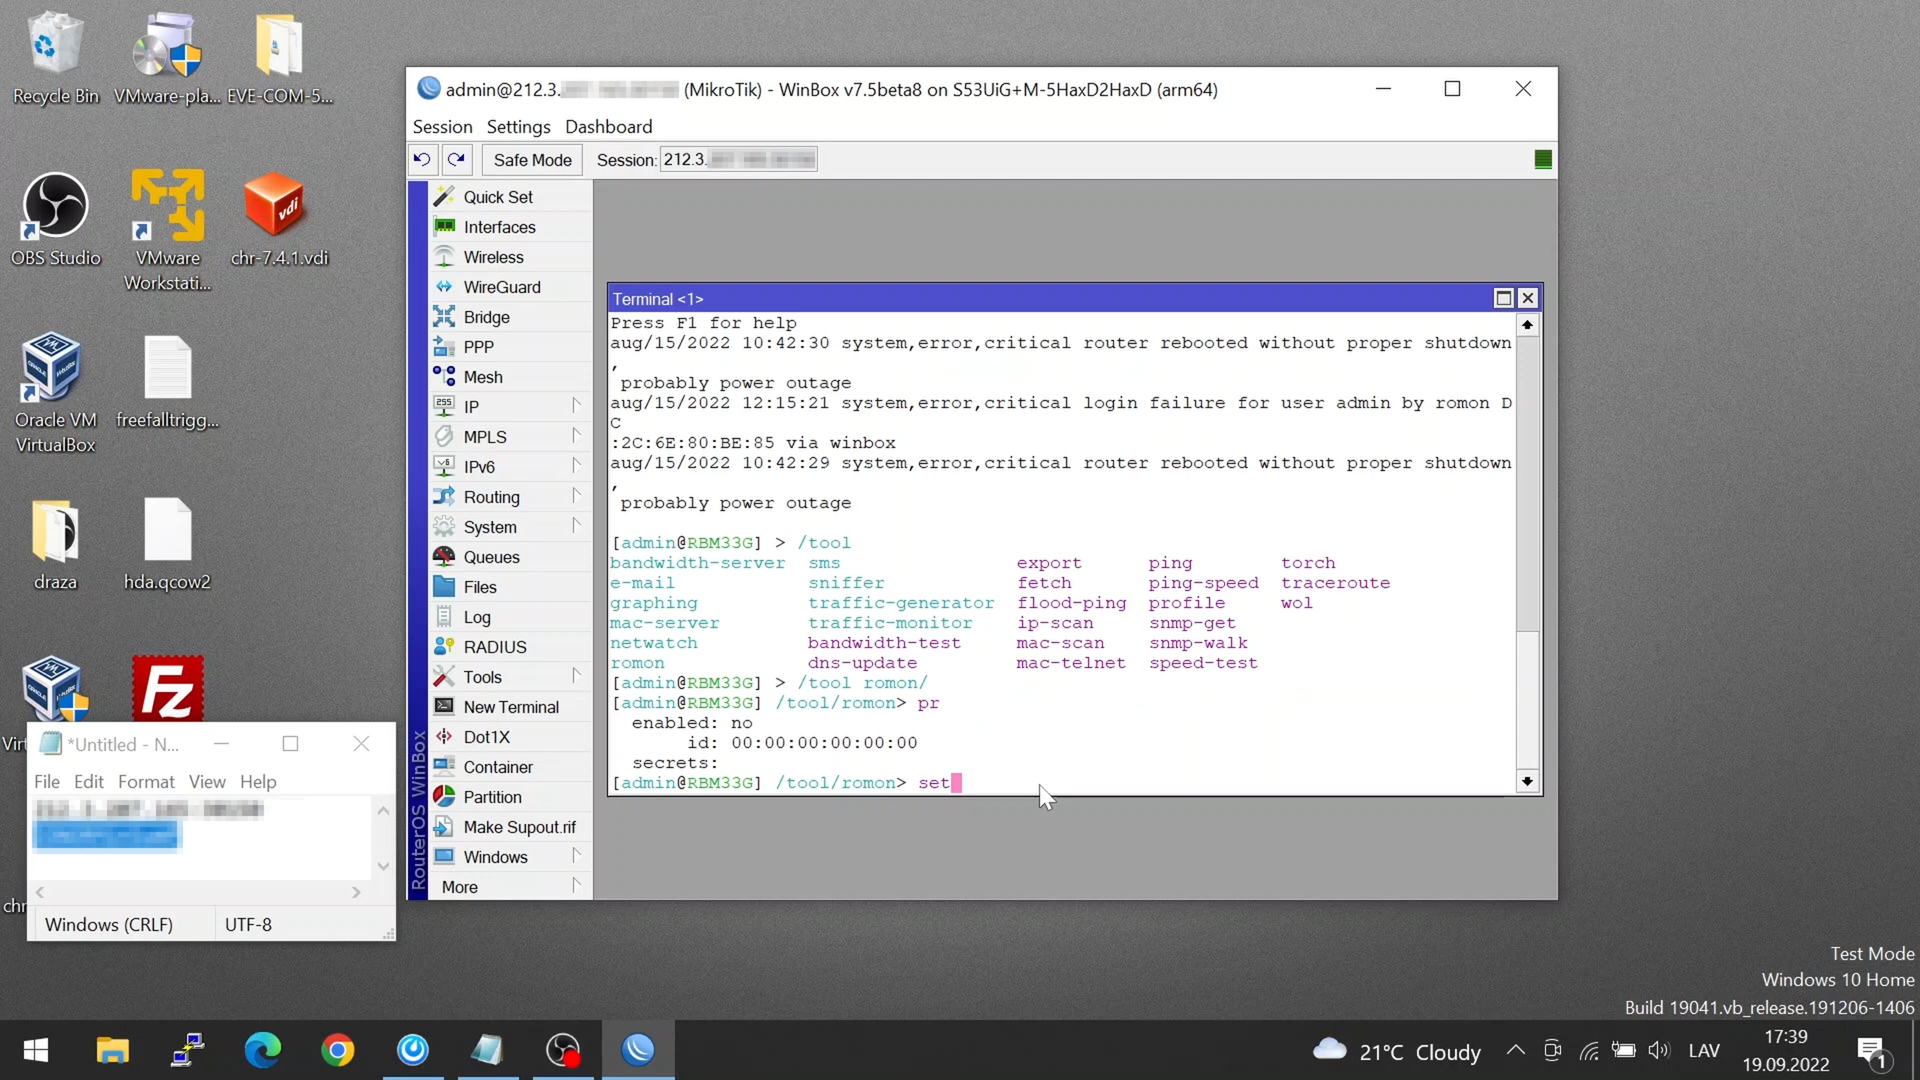 Recycle Bin
VMware-pla...
EVE-COM-5...
OBS Studio
VMware
Workstati...
vdi
chr-7.4.1.vdi
Oracle VM
VirtualBox
freefalltrigg...
draza
hda.qcow2
Fz
Virt
chr
*Untitled - N...
File Edit Format View Help
Windows (CRLF) UTF-8
admin@212.3. (MikroTik) - WinBox v7.5beta8 on S53UiG+M-5HaxD2HaxD (arm64)
Session Settings Dashboard
Safe Mode Session: 212.3.
RouterOS WinBox
Quick Set
Interfaces
Wireless
WireGuard
Bridge
PPP
Mesh
255 IP
MPLS
v6 IPv6
Routing
System
Queues
Files
Log
RADIUS
Tools
New Terminal
Dot1X
Container
Partition
Make Supout.rif
Windows
More
Terminal <1>
Press F1 for help
aug/15/2022 10:42:30 system,error,critical router rebooted without proper shutdown
,
probably power outage
aug/15/2022 12:15:21 system,error,critical login failure for user admin by romon D
C
:2C:6E:80:BE:85 via winbox
aug/15/2022 10:42:29 system,error,critical router rebooted without proper shutdown
,
probably power outage
[admin@RBM33G] > /tool
bandwidth-server sms export ping torch
e-mail sniffer fetch ping-speed traceroute
graphing traffic-generator flood-ping profile wol
mac-server traffic-monitor ip-scan snmp-get
netwatch bandwidth-test mac-scan snmp-walk
romon dns-update mac-telnet speed-test
[admin@RBM33G] > /tool romon/
[admin@RBM33G] /tool/romon> pr
enabled: no
id: 00:00:00:00:00:00
secrets:
[admin@RBM33G] /tool/romon> set
Test Mode
Windows 10 Home
Build 19041.vb_release.191206-1406
21°C Cloudy
LAV
17:39
19.09.2022
1